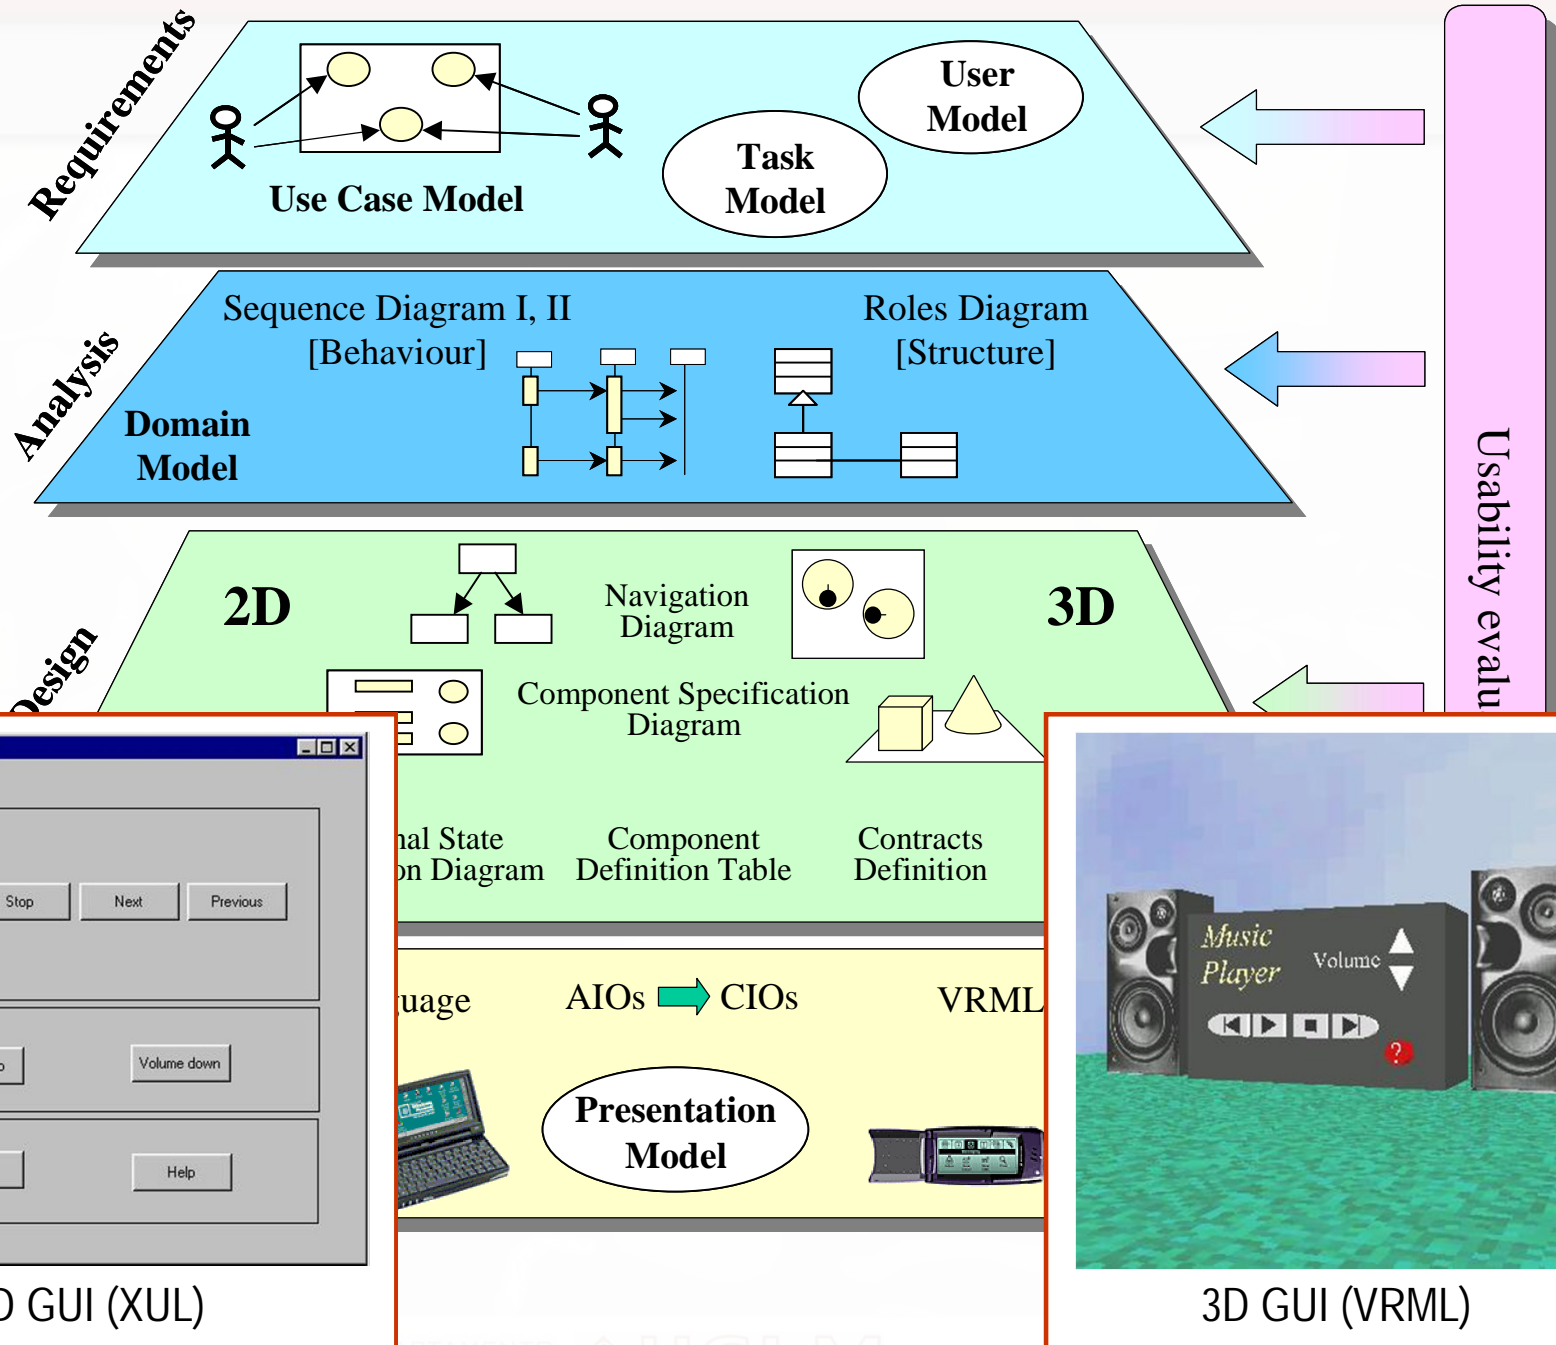 Requirements
User
Model
Task
Model
Use Case Model
Analysis
Sequence Diagram I, II
[Behaviour]
Roles Diagram
[Structure]
Domain
Model
Usability evalu
Design
2D
Navigation
Diagram
3D
Component Specification
Diagram
nal State
on Diagram
Component
Definition Table
Contracts
Definition
Stop
Next
Previous
Volume down
Help
D GUI (XUL)
guage
AIOs
CIOs
VRML
Presentation
Model
Music
Player
Volume
?
3D GUI (VRML)